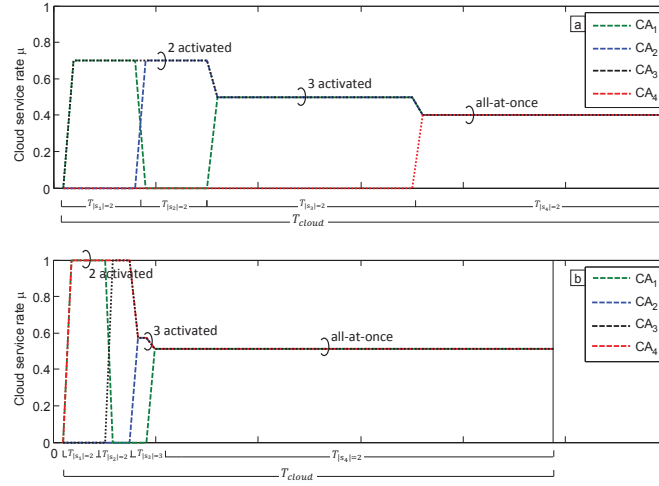 1
a
CA1
2 activated
0.8
CA2
CA3
0.6
3 activated
CA4
all-at-once
0.4
0.2
Cloud service rate μ
0
T|s1|=2
T|s2|=2
T|s3|=2
T|s4|=2
Tcloud
1
b
CA1
2 activated
0.8
CA2
CA3
0.6
3 activated
all-at-once
CA4
0.4
0.2
Cloud service rate μ
0
0
T|s1|=2
T|s2|=2
T|s3|=3
T|s4|=2
Tcloud